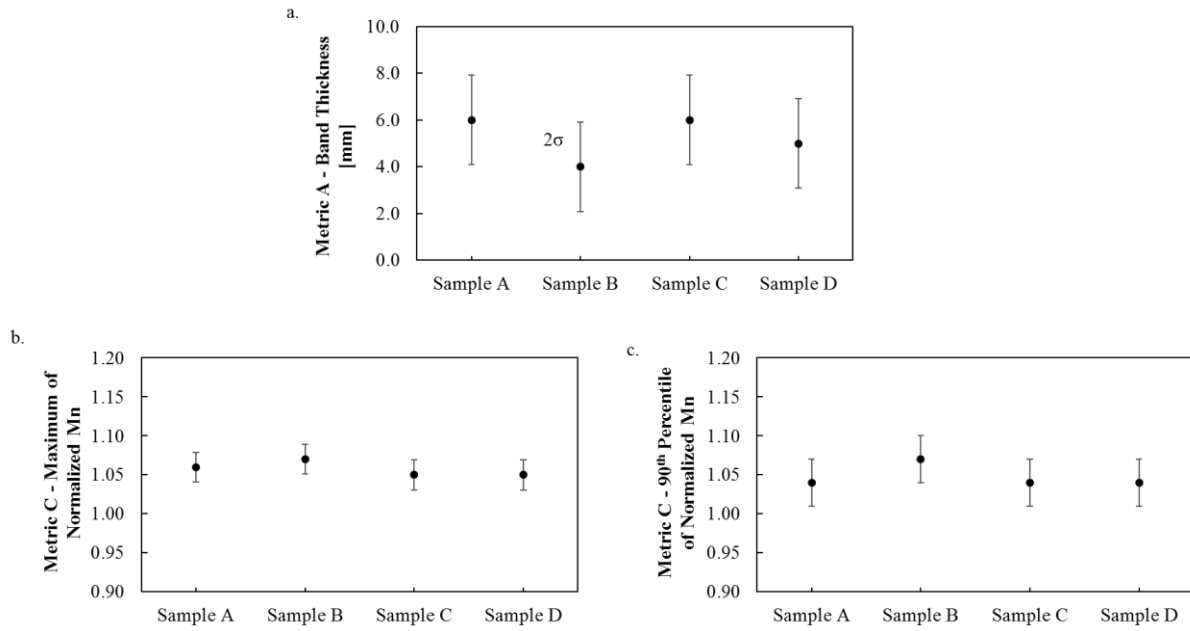 a.
Metric A - Band Thickness
[mm]
10.0
8.0
6.0
4.0
2.0
0.0
2σ
Sample A
Sample B
Sample C
Sample D
b.
Metric C - Maximum of
Normalized Mn
1.20
1.15
1.10
1.05
1.00
0.95
0.90
Sample A
Sample B
Sample C
Sample D
c.
Metric C - 90th Percentile
of Normalized Mn
1.20
1.15
1.10
1.05
1.00
0.95
0.90
Sample A
Sample B
Sample C
Sample D